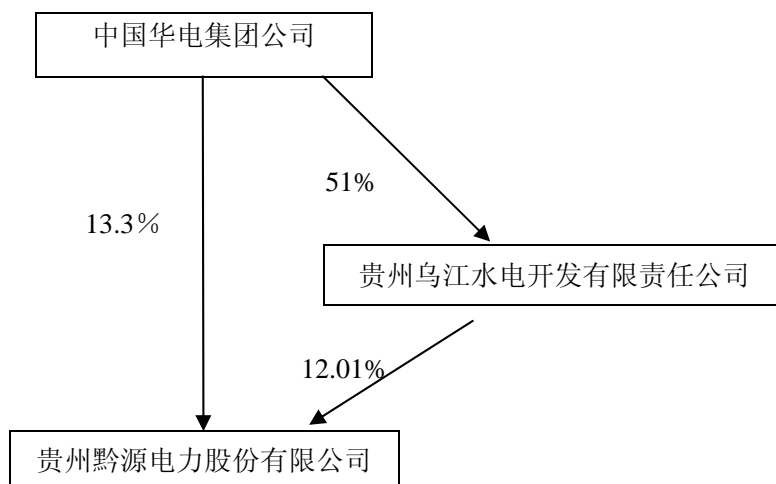 中国华电集团公司
51%
13.3％
贵州乌江水电开发有限责任公司
12.01%
贵州黔源电力股份有限公司